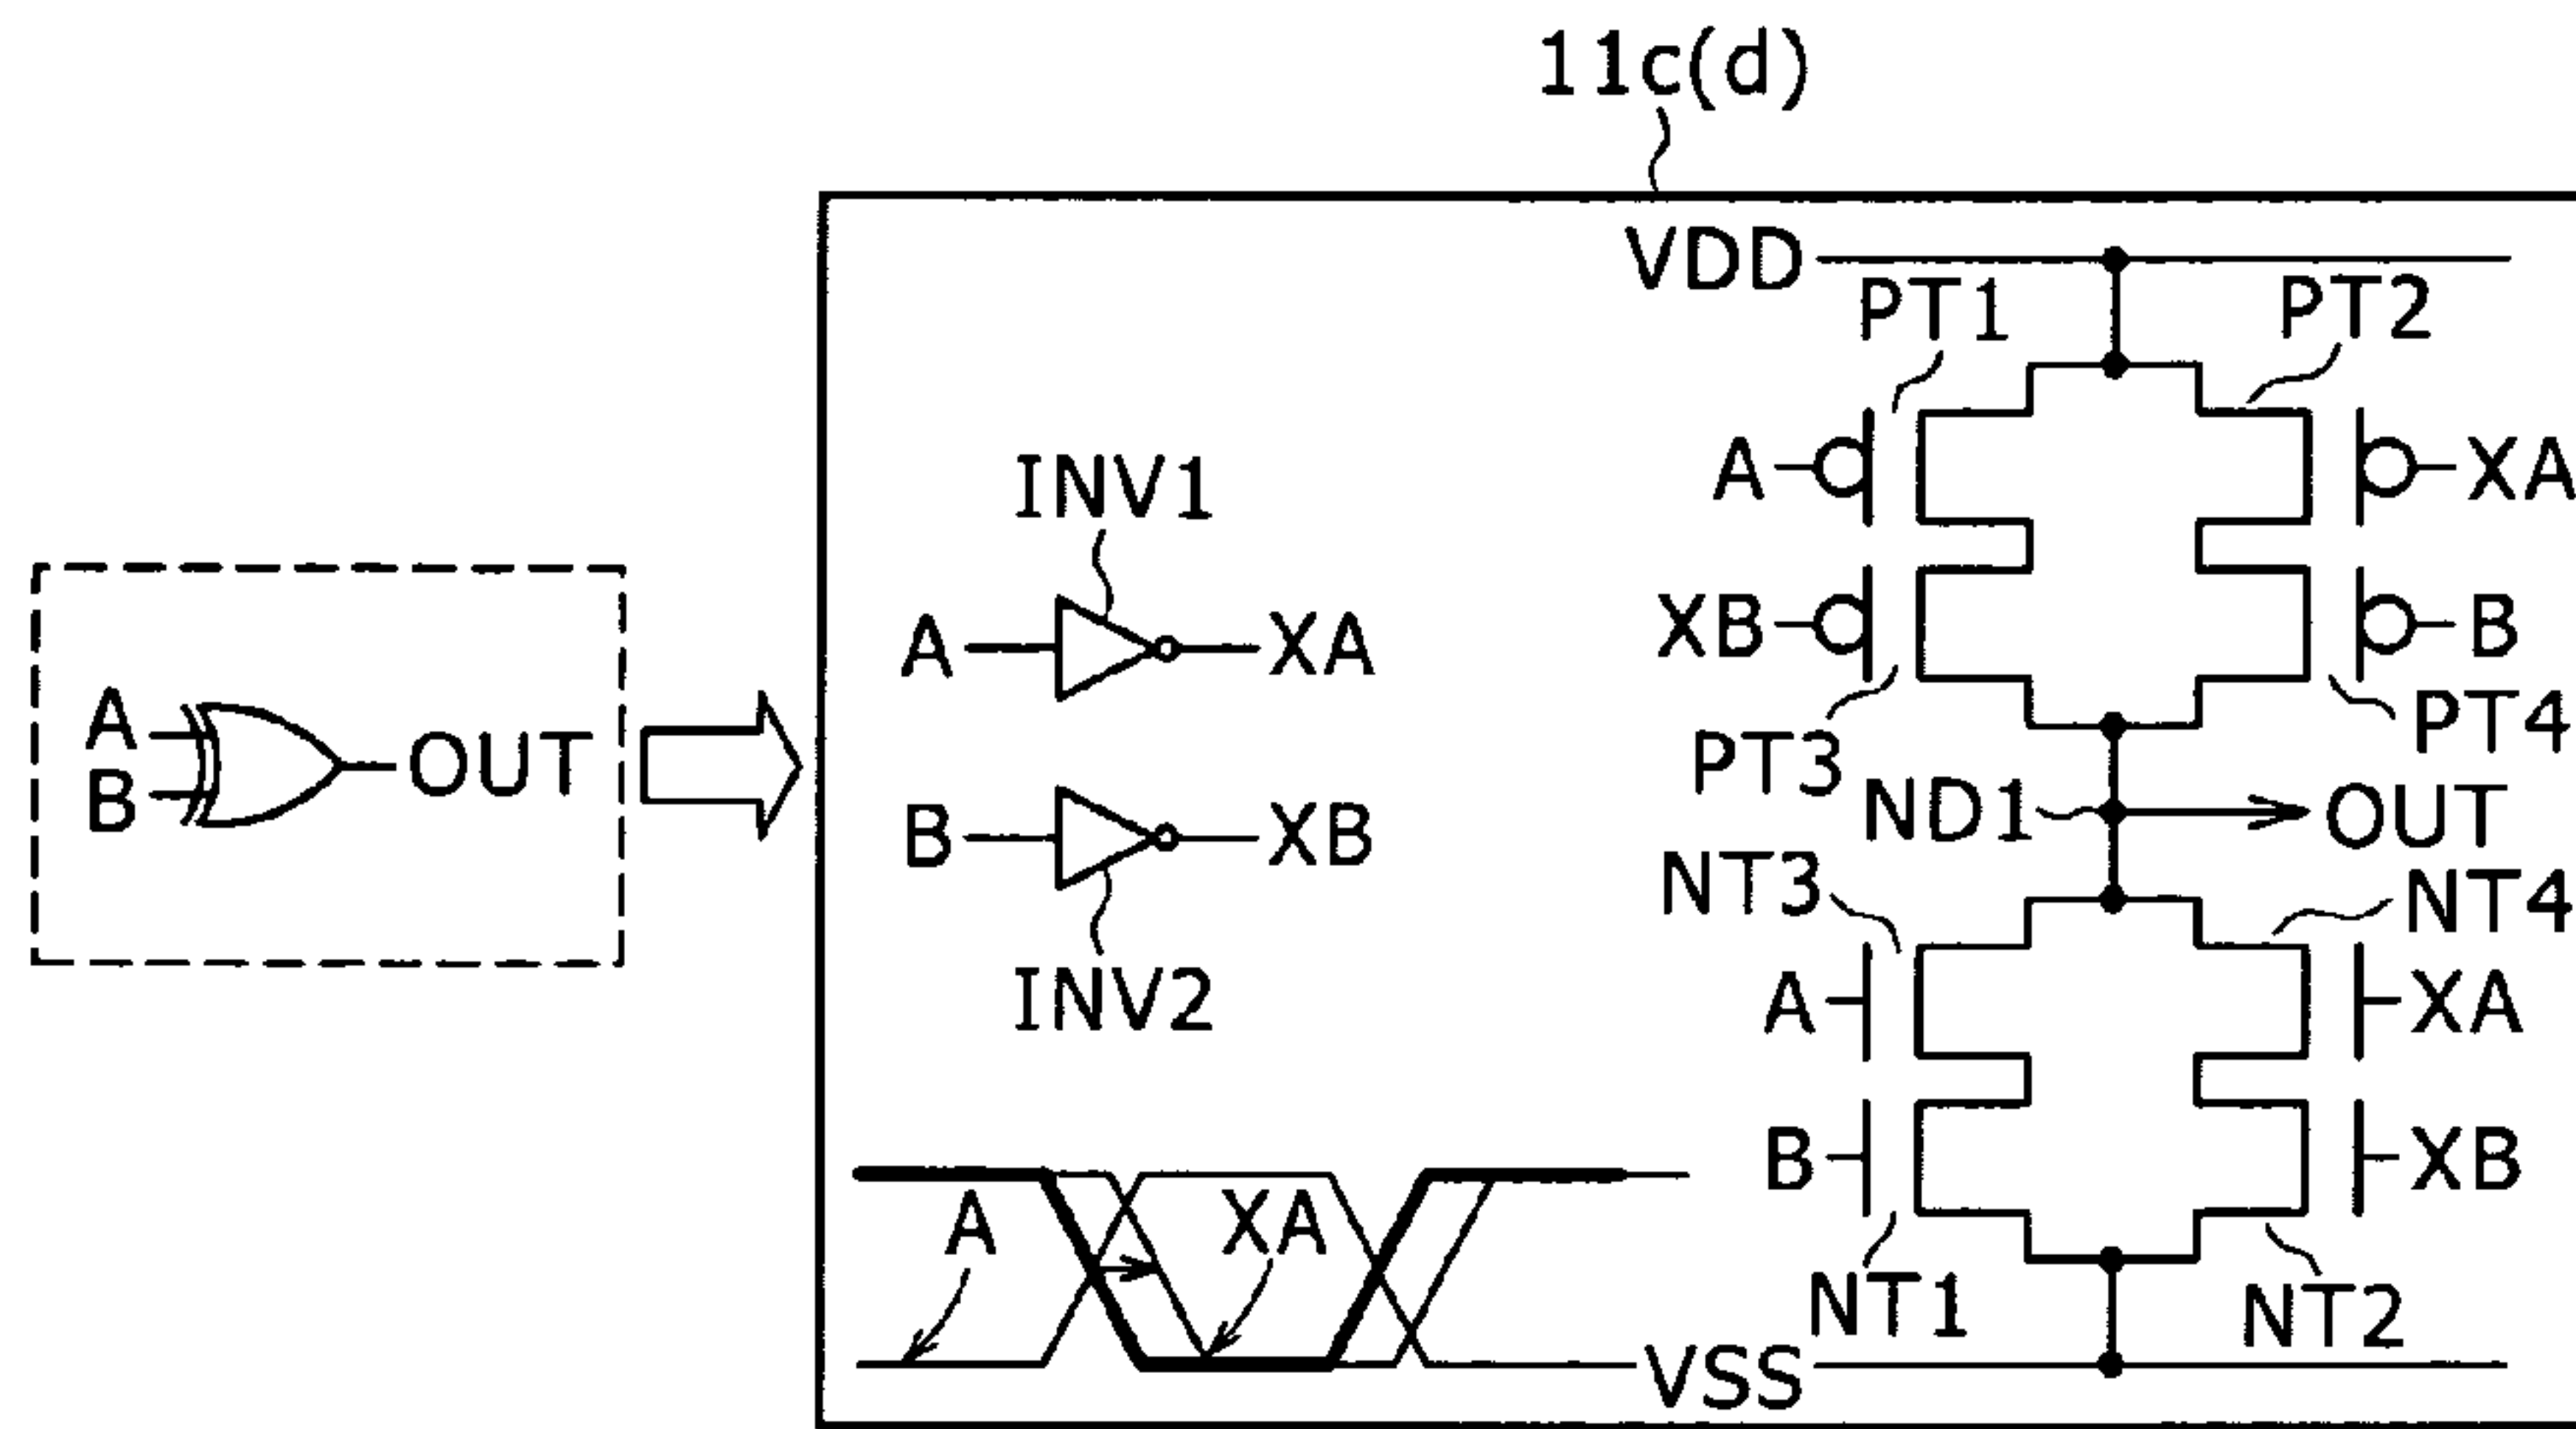 11c(d)
VDD
PT1
PT2
A
XA
INV1
XB
B
A
XA
A
OUT
PT3
PT4
B
ND1
OUT
B
XB
NT3
NT4
INV2
A
XA
B
XB
A
XA
NT1
NT2
VSS